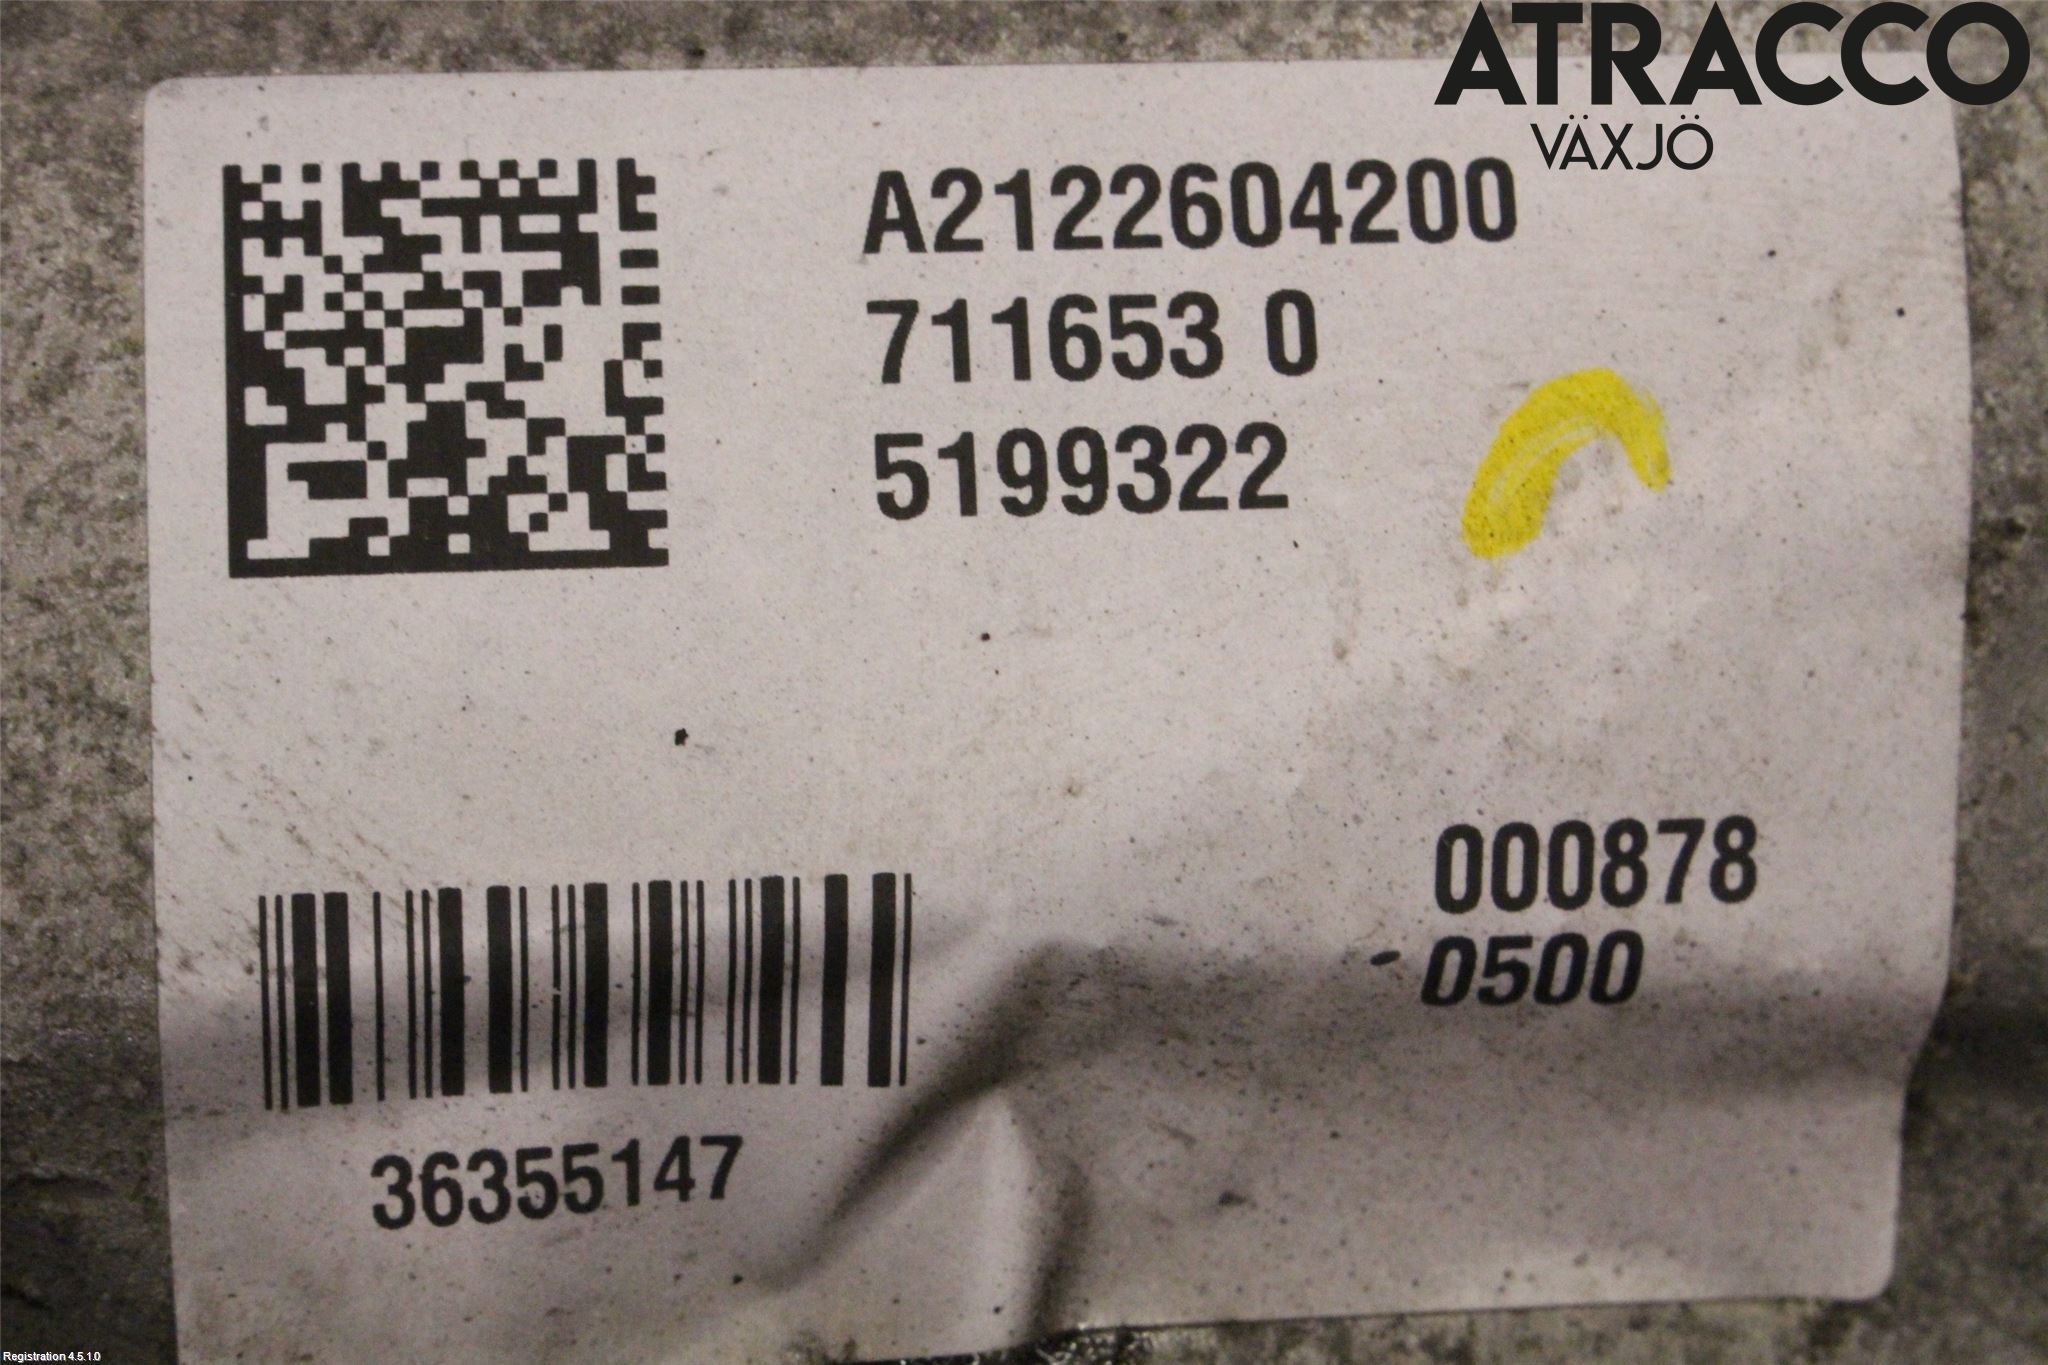 ATRACCO
VÄXJÖ
A2122604200
711653 0
5199322
000878
0500
36355147
Registration 4.5.1.0